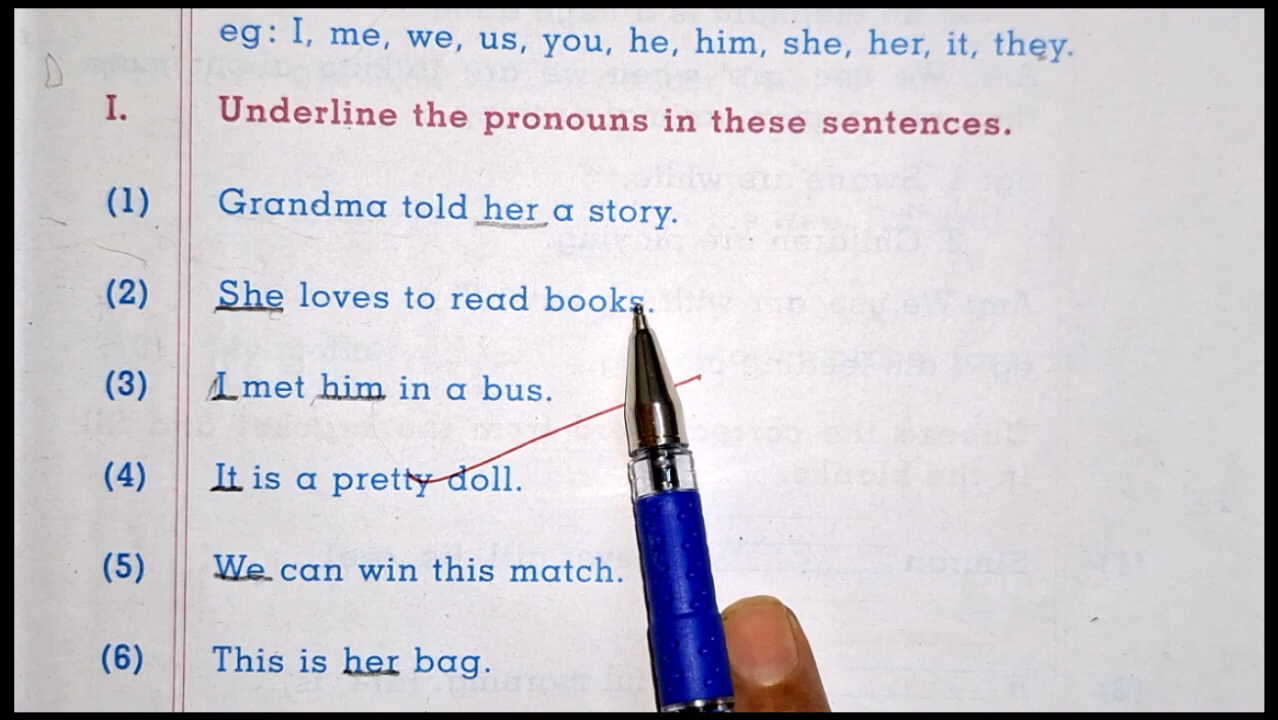 eg: I, me, we, us, you, he, him, she, her, it, they.
I. Underline the pronouns in these sentences.
(1) Grandma told her a story.
(2) She loves to read books.
(3) I met him in a bus.
(4) It is a pretty doll.
(5) We can win this match.
(6) This is her bag.